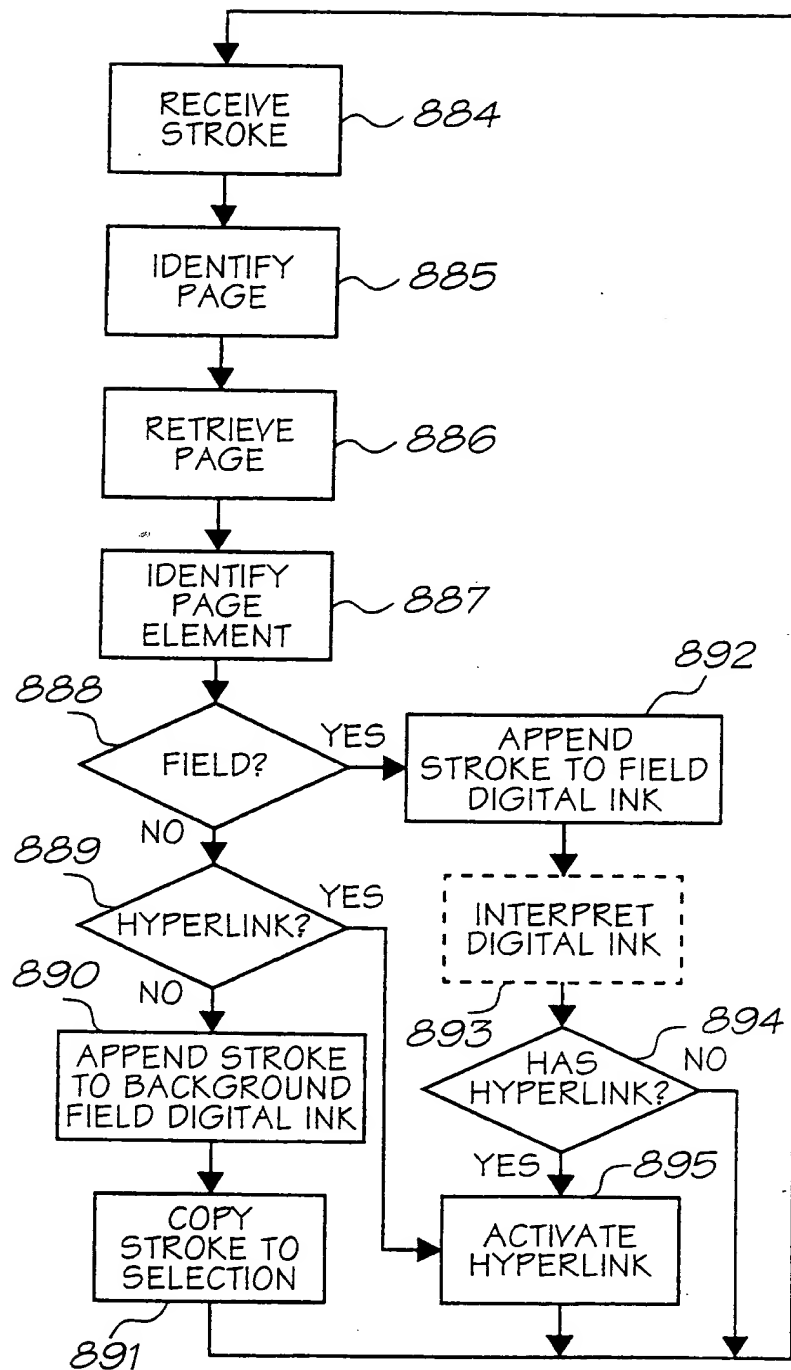 RECEIVE
STROKE
884
IDENTIFY
PAGE
885
RETRIEVE
PAGE
886
IDENTIFY
PAGE
ELEMENT
887
888
FIELD?
YES
NO
892
APPEND
STROKE TO FIELD
DIGITAL INK
889
HYPERLINK?
YES
NO
INTERPRET
DIGITAL INK
893
890
APPEND STROKE
TO BACKGROUND
FIELD DIGITAL INK
894
HAS
HYPERLINK?
NO
YES
895
COPY
STROKE TO
SELECTION
891
ACTIVATE
HYPERLINK